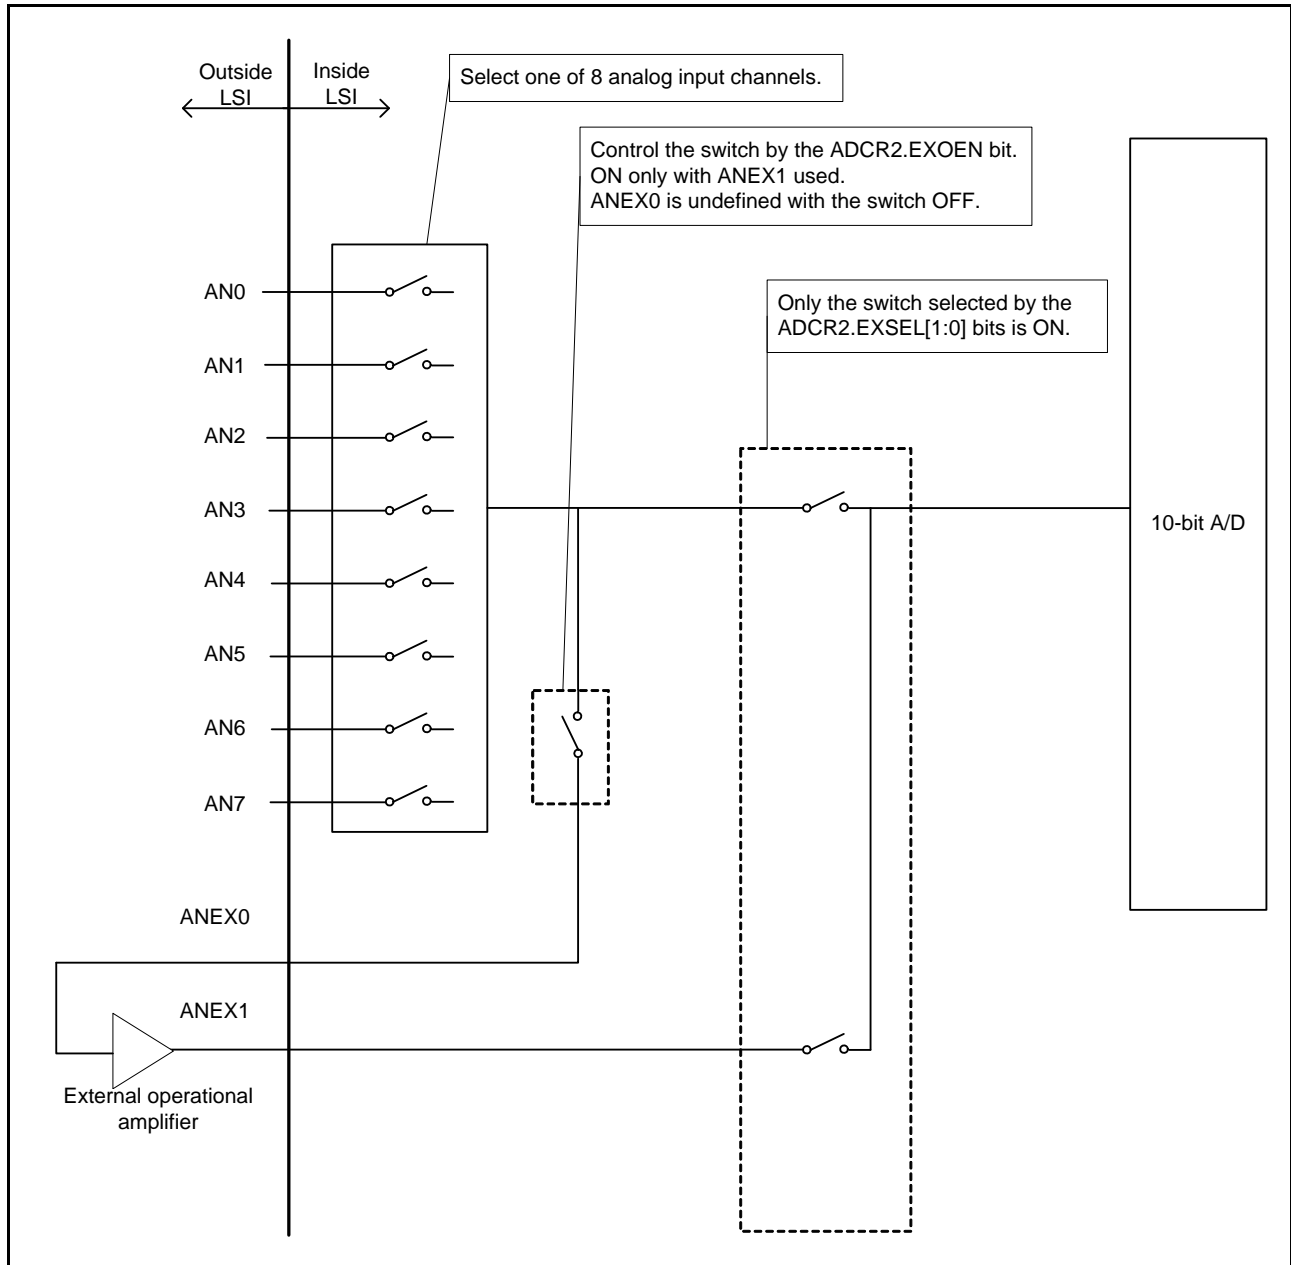 Outside
LSI
Inside
LSI
Select one of 8 analog input channels.
Control the switch by the ADCR2.EXOEN bit.
ON only with ANEX1 used.
ANEX0 is undefined with the switch OFF.
Only the switch selected by the
ADCR2.EXSEL[1:0] bits is ON.
AN0
AN1
AN2
AN3
AN4
AN5
AN6
AN7
10-bit A/D
ANEX0
ANEX1
External operational
amplifier